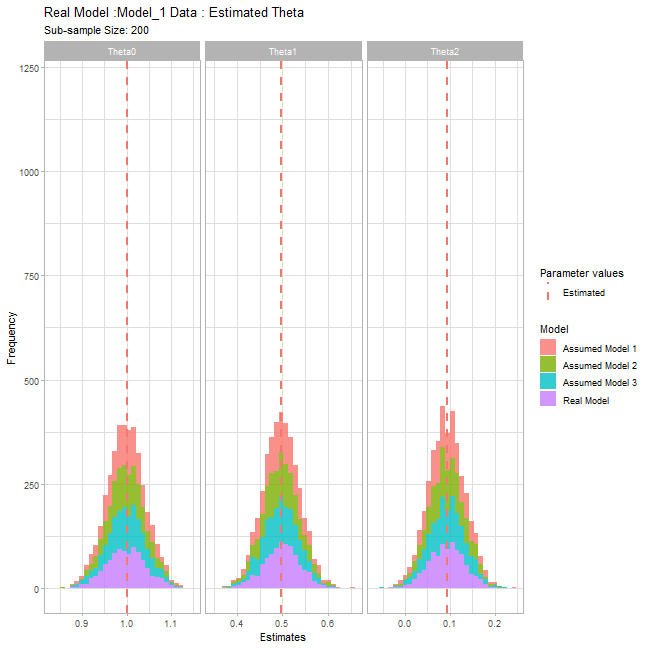 Real Model :Model_1 Data : Estimated Theta
Sub-sample Size: 200
Theta0 Theta1 Theta2
1250
1000
750
500
250
0
Frequency
0.9 1.0 1.1 0.4 0.5 0.6 0.0 0.1 0.2
Estimates
Parameter values
Estimated
Model
Assumed Model 1
Assumed Model 2
Assumed Model 3
Real Model